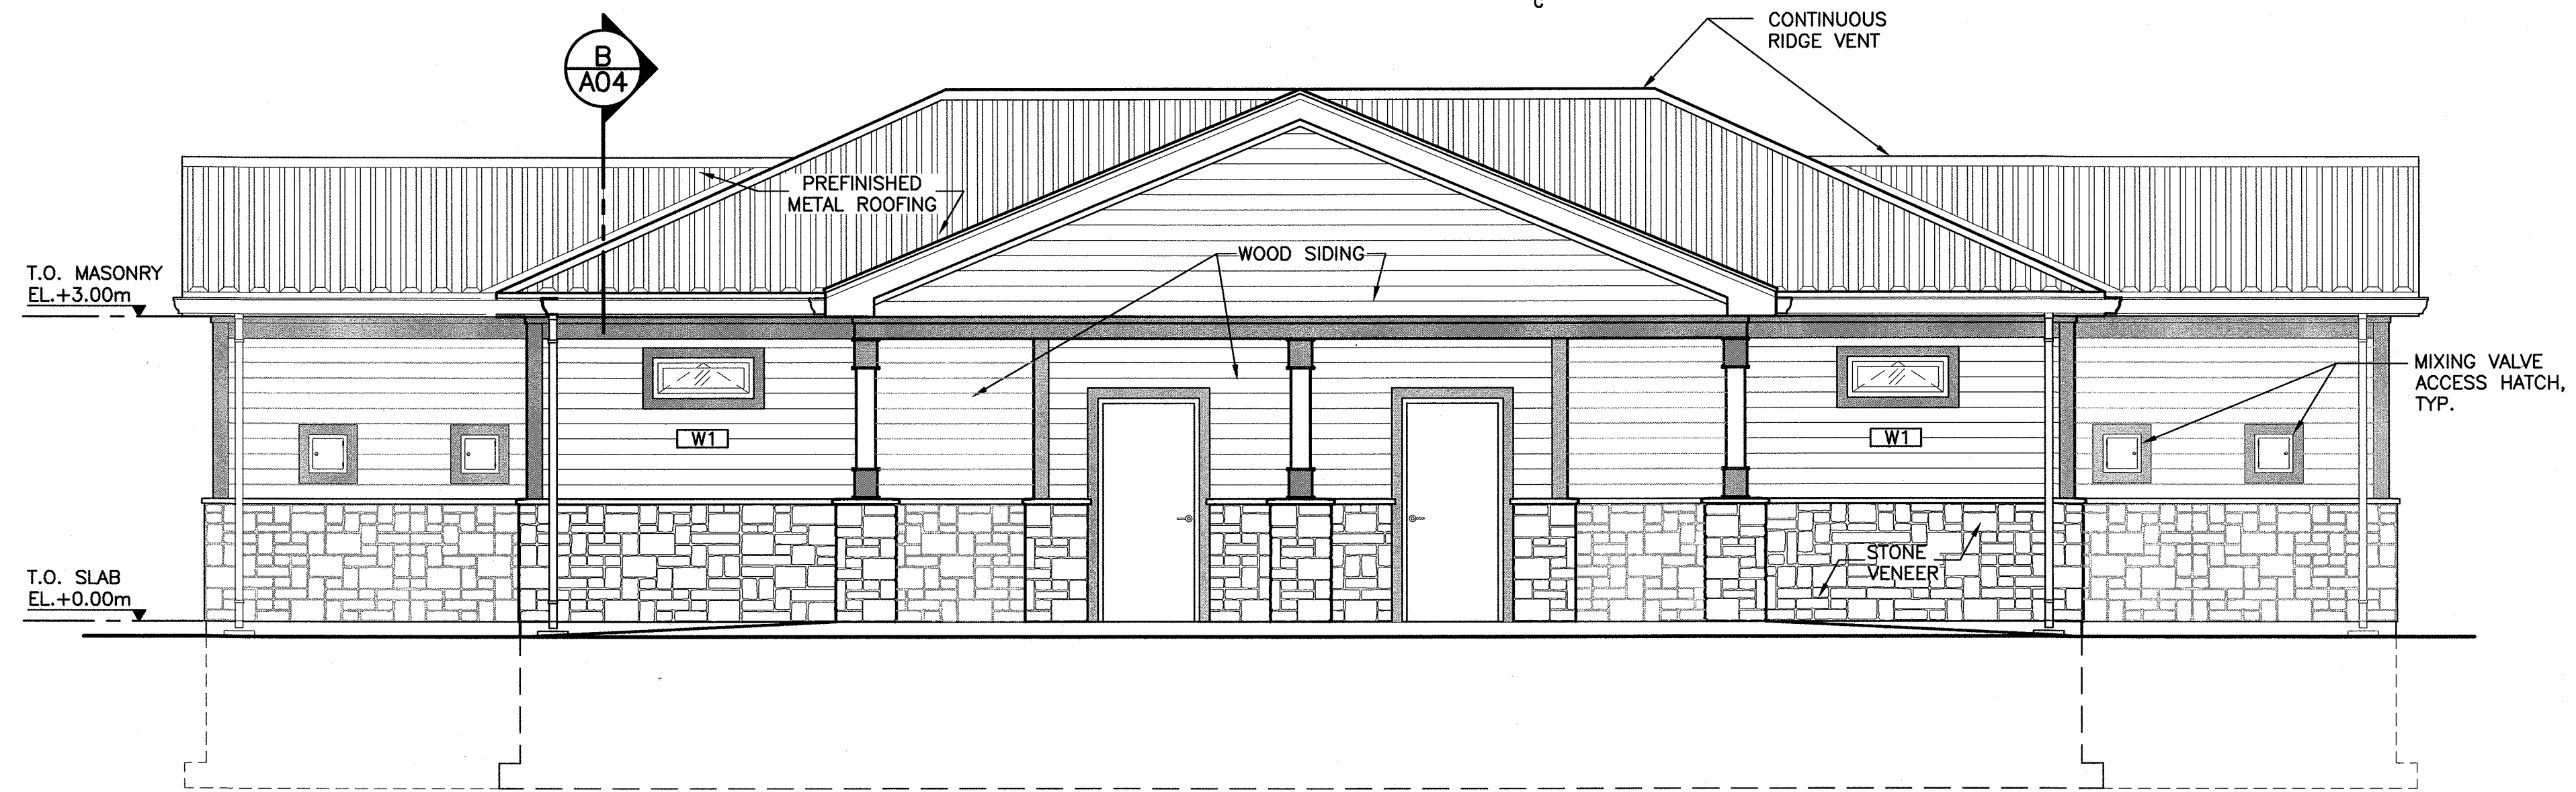 C
CONTINUOUS
RIDGE VENT
B
A04
PREFINISHED
METAL ROOFING
WOOD SIDING
T.O. MASONRY
EL.+3.00m
MIXING VALVE
ACCESS HATCH,
TYP.
W1
W1
STONE
VENEER
T.O. SLAB
EL.+0.00m